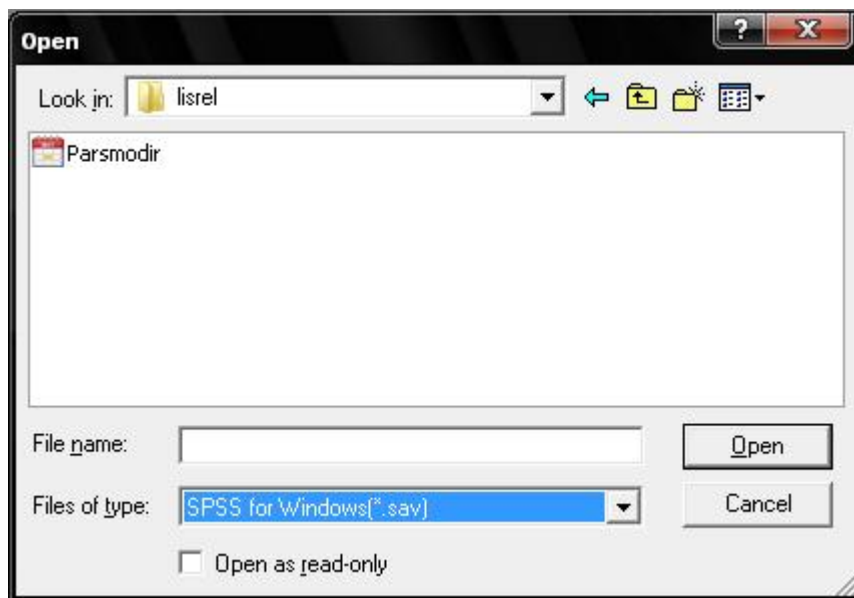 Open
?
X
Look in: lisrel
Parsmodir
File name:
Open
Files of type: SPSS for Windows(*.sav)
Cancel
Open as read-only